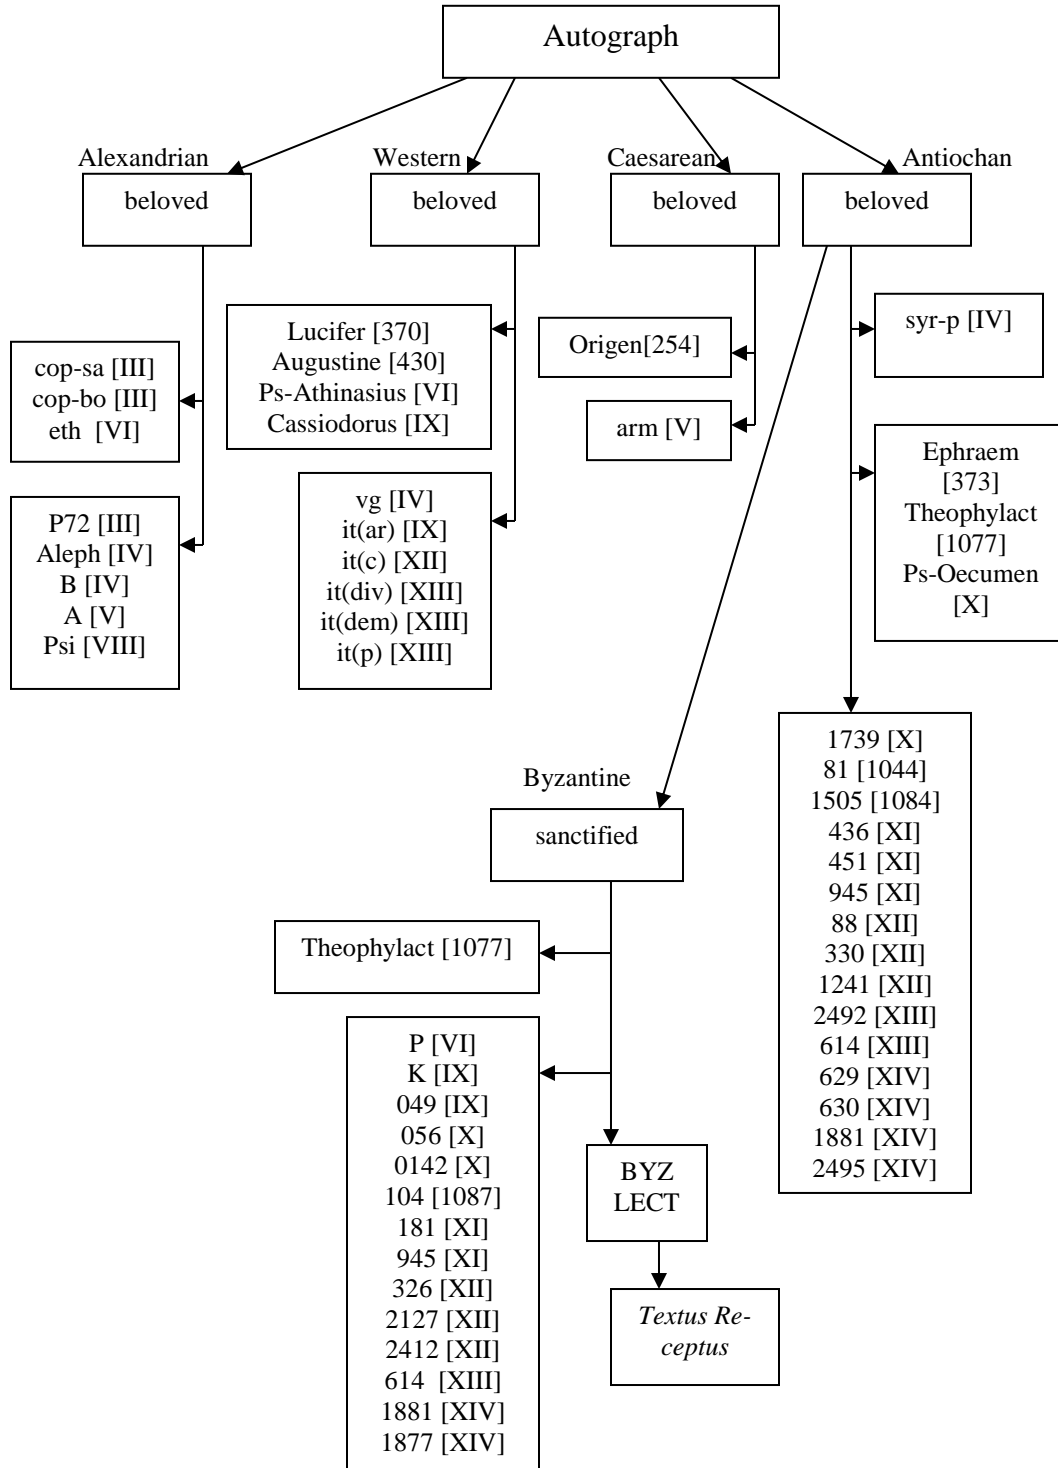 Autograph
Alexandrian
beloved
Western
beloved
Caesarean
beloved
Antiochan
beloved
cop-sa [III]
cop-bo [III]
eth [VI]
P72 [III]
Aleph [IV]
B [IV]
A [V]
Psi [VIII]
Lucifer [370]
Augustine [430]
Ps-Athinasius [VI]
Cassiodorus [IX]
vg [IV]
it(ar) [IX]
it(c) [XII]
it(div) [XIII]
it(dem) [XIII]
it(p) [XIII]
Origen[254]
arm [V]
syr-p [IV]
Ephraem
[373]
Theophylact
[1077]
Ps-Oecumen
[X]
1739 [X]
81 [1044]
1505 [1084]
436 [XI]
451 [XI]
945 [XI]
88 [XII]
330 [XII]
1241 [XII]
2492 [XIII]
614 [XIII]
629 [XIV]
630 [XIV]
1881 [XIV]
2495 [XIV]
Byzantine
sanctified
Theophylact [1077]
P [VI]
K [IX]
049 [IX]
056 [X]
0142 [X]
104 [1087]
181 [XI]
945 [XI]
326 [XII]
2127 [XII]
2412 [XII]
614 [XIII]
1881 [XIV]
1877 [XIV]
BYZ
LECT
Textus Re-
ceptus